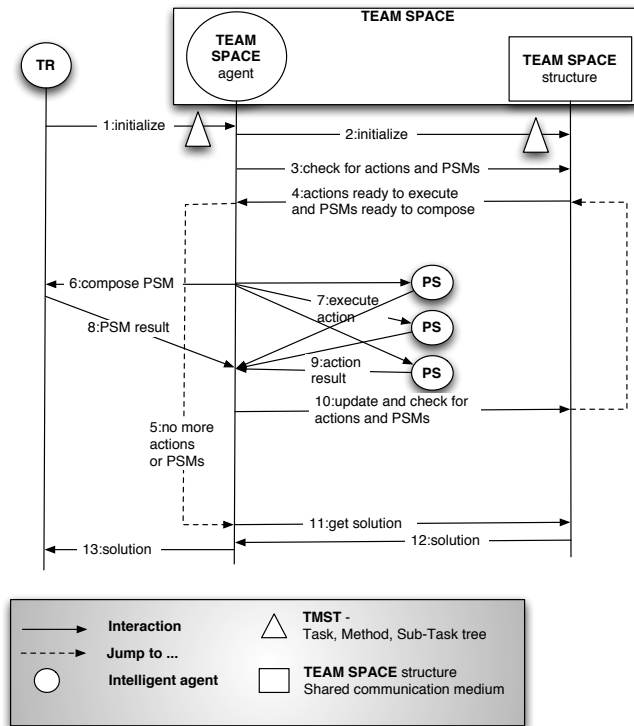 TEAM SPACE
TR
TEAM
SPACE
agent
TEAM SPACE
structure
1:initialize
2:initialize
3:check for actions and PSMs
4:actions ready to execute
and PSMs ready to compose
6:compose PSM
PS
7:execute
action
8:PSM result
PS
9:action
result
PS
10:update and check for
actions and PSMs
5:no more
actions
or PSMs
11:get solution
12:solution
13:solution
Interaction
Jump to ...
Intelligent agent
TMST -
Task, Method, Sub-Task tree
TEAM SPACE structure
Shared communication medium